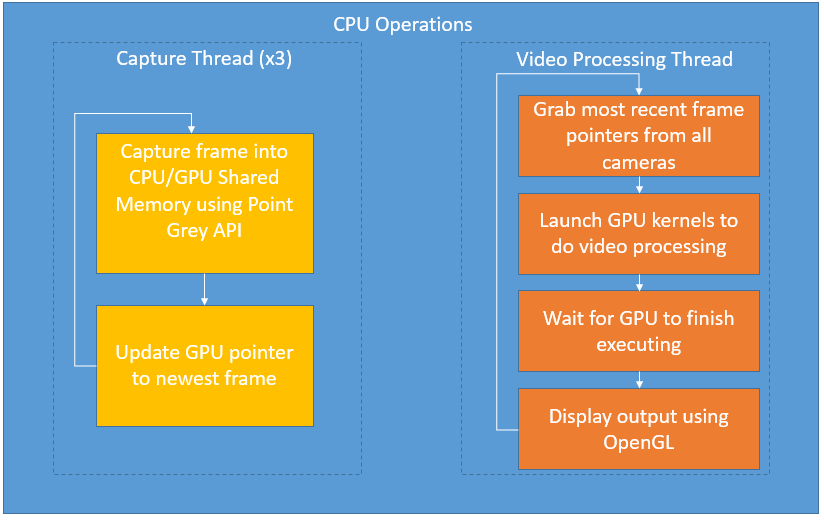 CPU Operations
Capture Thread (x3)
Capture frame into
CPU/GPU Shared
Memory using Point
Grey API
Update GPU pointer
to newest frame
Video Processing Thread
Grab most recent frame
pointers from all
cameras
Launch GPU kernels to
do video processing
Wait for GPU to finish
executing
Display output using
OpenGL